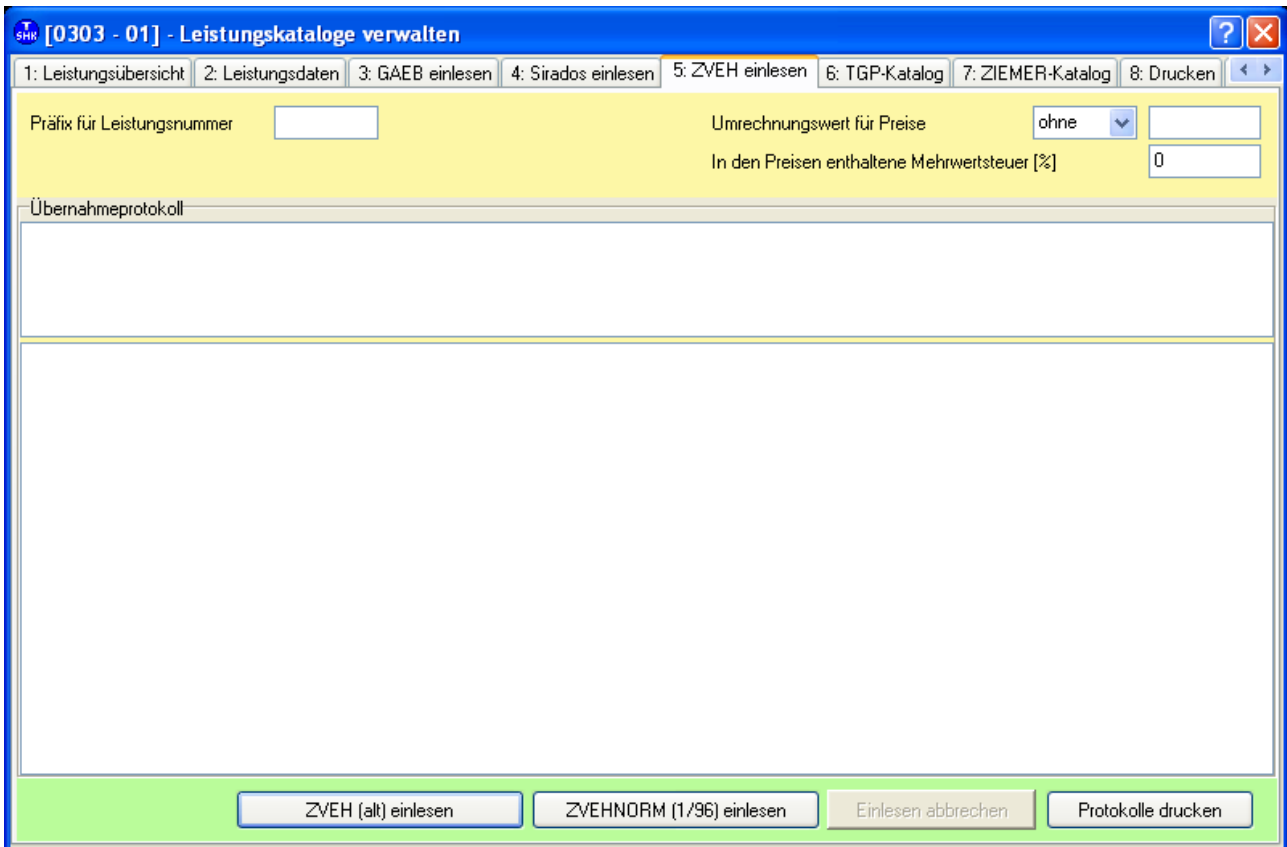 T SHK [0303 - 01] - Leistungskataloge verwalten ?
1: Leistungsübersicht 2: Leistungsdaten 3: GAEB einlesen 4: Sirados einlesen 5: ZVEH einlesen 6: TGP-Katalog 7: ZIEMER-Katalog 8: Drucken
Präfix für Leistungsnummer Umrechnungswert für Preise ohne
In den Preisen enthaltene Mehrwertsteuer [%] 0
Übernahmeprotokoll
ZVEH (alt) einlesen ZVEHNORM (1/96) einlesen Einlesen abbrechen Protokolle drucken